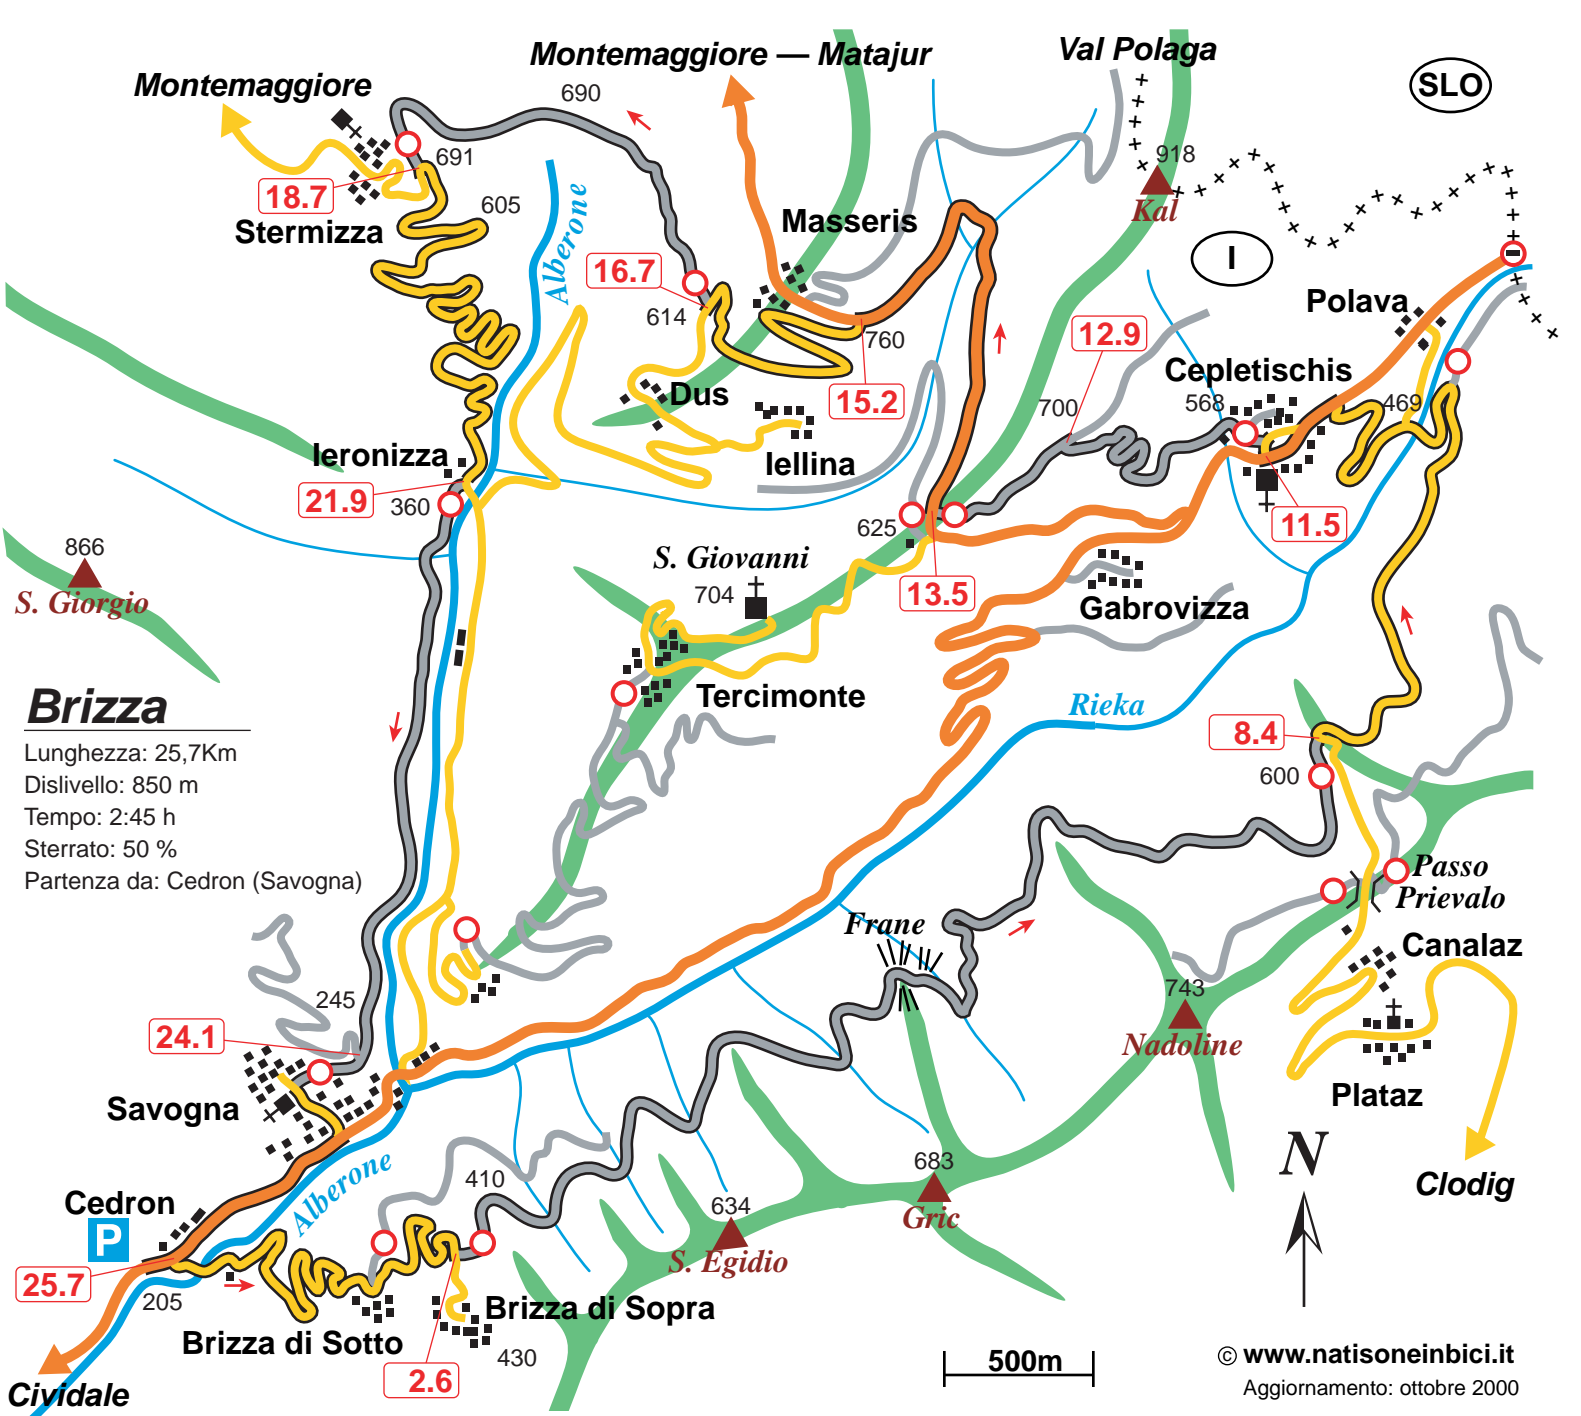 Montemaggiore — Matajur
Val Polaga
SLO
Montemaggiore
690
691
918
18.7
605
Kal
Stermizza
Alberone
Masseris
I
16.7
614
Polava
760
12.9
Cepletischis
Dus
15.2
700
568
469
Ieronizza
Iellina
21.9
360
625
11.5
866
S. Giovanni
S. Giorgio
704
13.5
Gabrovizza
Tercimonte
Rieka
8.4
600
Brizza
Lunghezza: 25,7Km
Dislivello: 850 m
Tempo: 2:45 h
Sterrato: 50 %
Partenza da: Cedron (Savogna)
Passo
Prievalo
Frane
Canalaz
245
743
24.1
Nadoline
Savogna
Plataz
N
Alberone
410
683
Clodig
Cedron
P
634
Gric
S. Egidio
25.7
205
Brizza di Sopra
Brizza di Sotto
430
2.6
500m
© www.natisoneinbici.it
Aggiornamento: ottobre 2000
Cividale